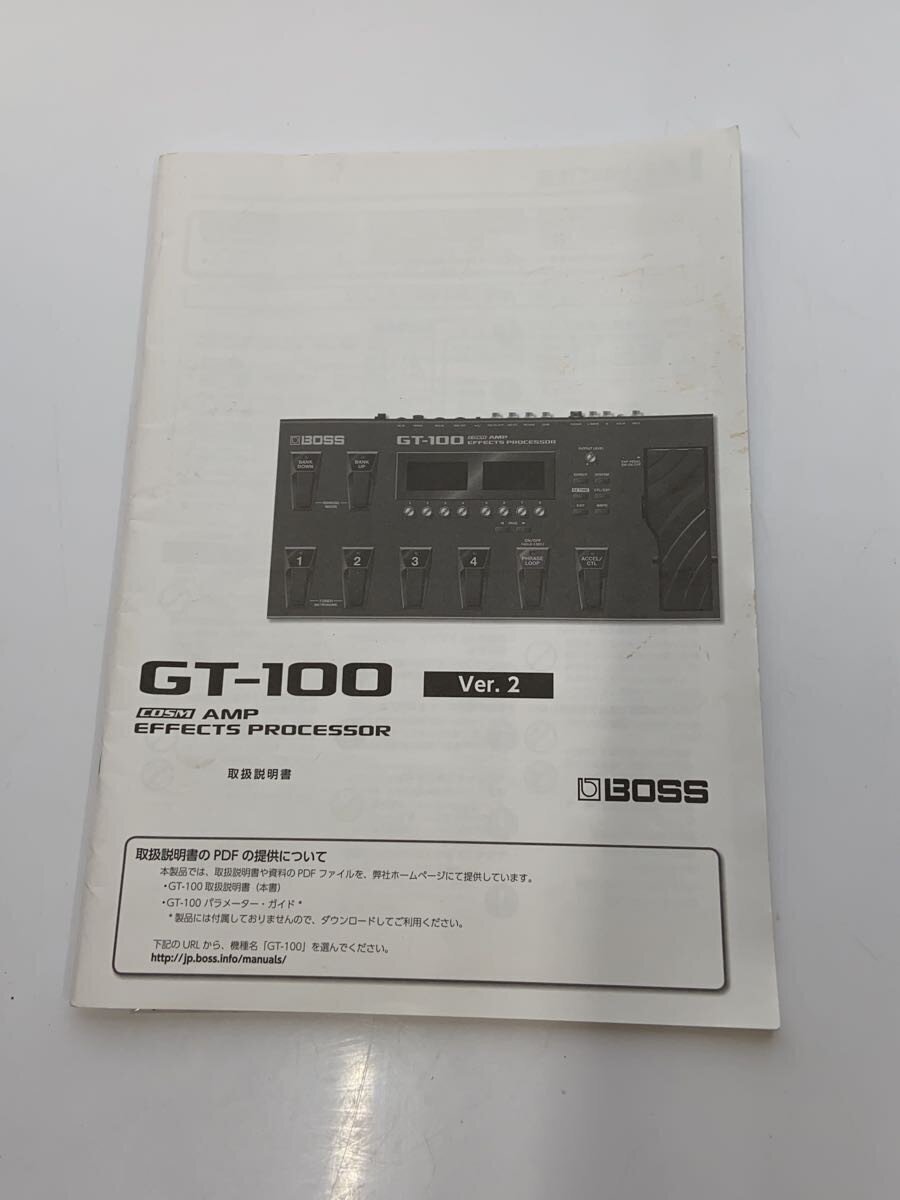 BOSS
GT-100 COSM AMP
EFFECTS PROCESSOR
OUTPUT LEVEL
BANK
DOWN
BANK
UP
ON/OFF
1
2
3
4
PHRASE
LOOP
ACCEL/
CTL
GT-100 Ver. 2
COSM AMP
EFFECTS PROCESSOR
取扱説明書
BOSS
取扱説明書の PDF の提供について
本製品では、取扱説明書や資料の PDF ファイルを、弊社ホームページにて提供しています。
・GT-100 取扱説明書（本書）
・GT-100 パラメーター・ガイド *
* 製品には付属しておりませんので、ダウンロードしてご利用ください。
下記の URL から、機種名「GT-100」を選んでください。
http://jp.boss.info/manuals/